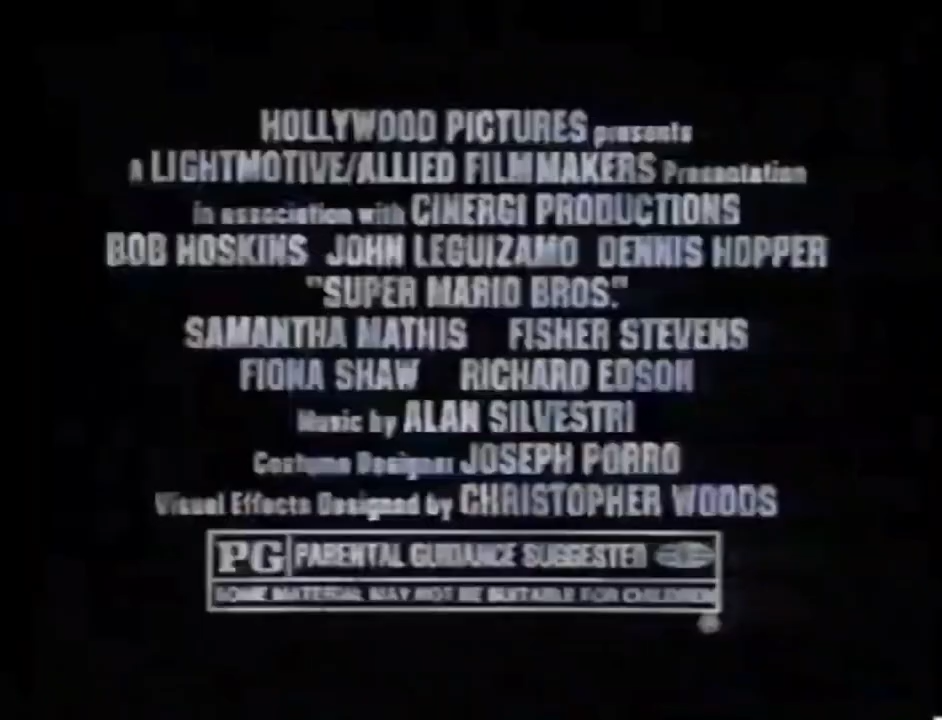 HOLLYWOOD PICTURES presents
A LIGHTMOTIVE/ALLIED FILMMAKERS Presentation
in association with CINERGI PRODUCTIONS
BOB HOSKINS JOHN LEGUIZAMO DENNIS HOPPER
"SUPER MARIO BROS."
SAMANTHA MATHIS FISHER STEVENS
FIONA SHAW RICHARD EDSON
Music by ALAN SILVESTRI
Costume Designer JOSEPH PORRO
Visual Effects Designed by CHRISTOPHER WOODS
PG PARENTAL GUIDANCE SUGGESTED
SOME MATERIAL MAY NOT BE SUITABLE FOR CHILDREN